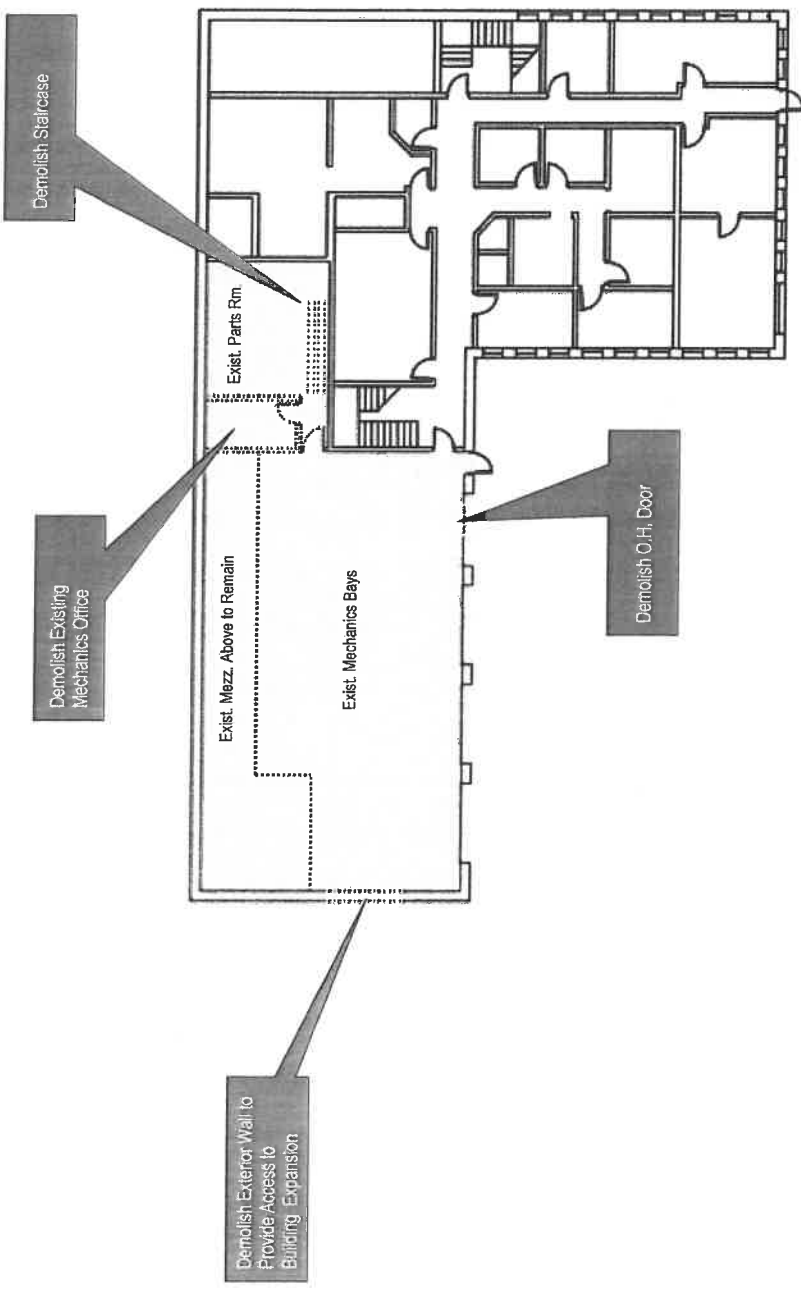 Demolish Staircase
Exist. Parts Rm.
Demolish Existing
Mechanics Office
Exist. Mezz. Above to Remain
Exist. Mechanics Bays
Demolish O.H. Door
Demolish Exterior Wall to
Provide Access to
Building Expansion